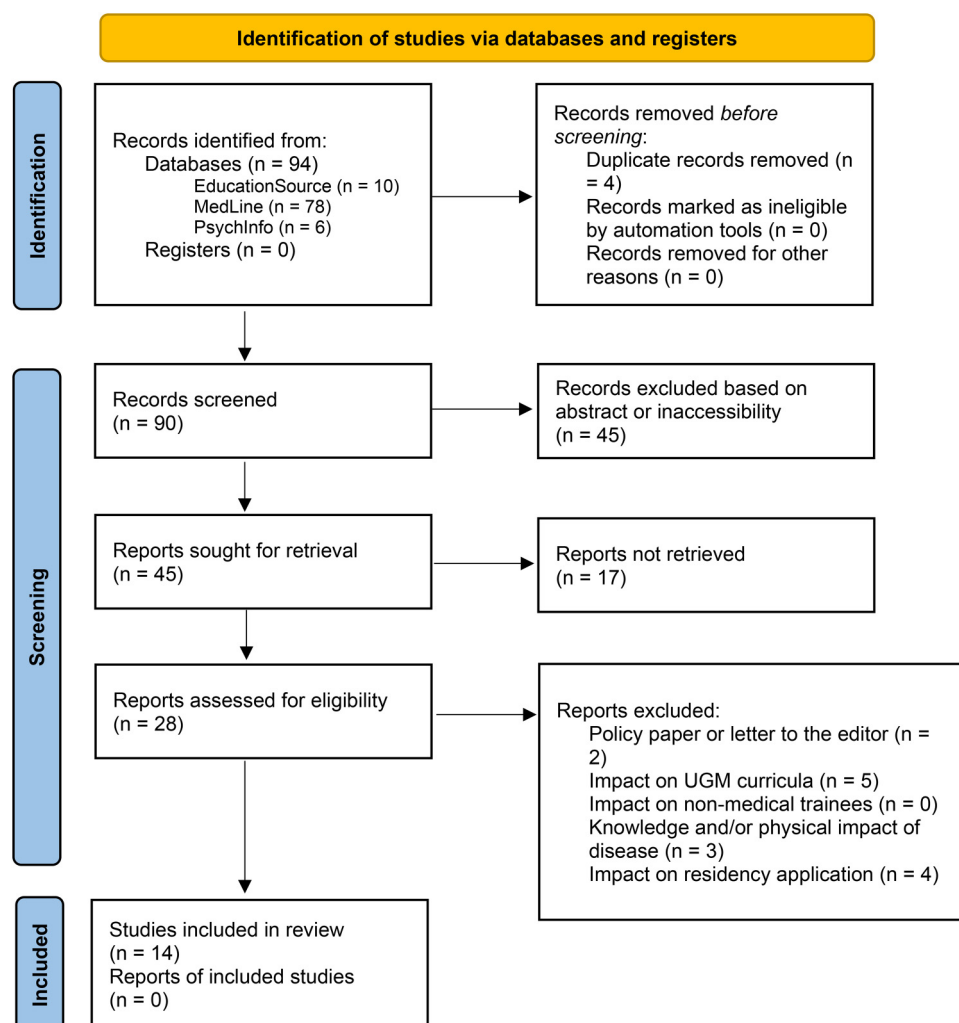 Identification of studies via databases and registers
Identification
Records identified from:
Databases (n = 94)
EducationSource (n = 10)
MedLine (n = 78)
PsychInfo (n = 6)
Registers (n = 0)
Records removed before
screening:
Duplicate records removed (n
= 4)
Records marked as ineligible
by automation tools (n = 0)
Records removed for other
reasons (n = 0)
Screening
Records screened
(n = 90)
Records excluded based on
abstract or inaccessibility
(n = 45)
Reports sought for retrieval
(n = 45)
Reports not retrieved
(n = 17)
Reports assessed for eligibility
(n = 28)
Reports excluded:
Policy paper or letter to the editor (n =
2)
Impact on UGM curricula (n = 5)
Impact on non-medical trainees (n = 0)
Knowledge and/or physical impact of
disease (n = 3)
Impact on residency application (n = 4)
Included
Studies included in review
(n = 14)
Reports of included studies
(n = 0)